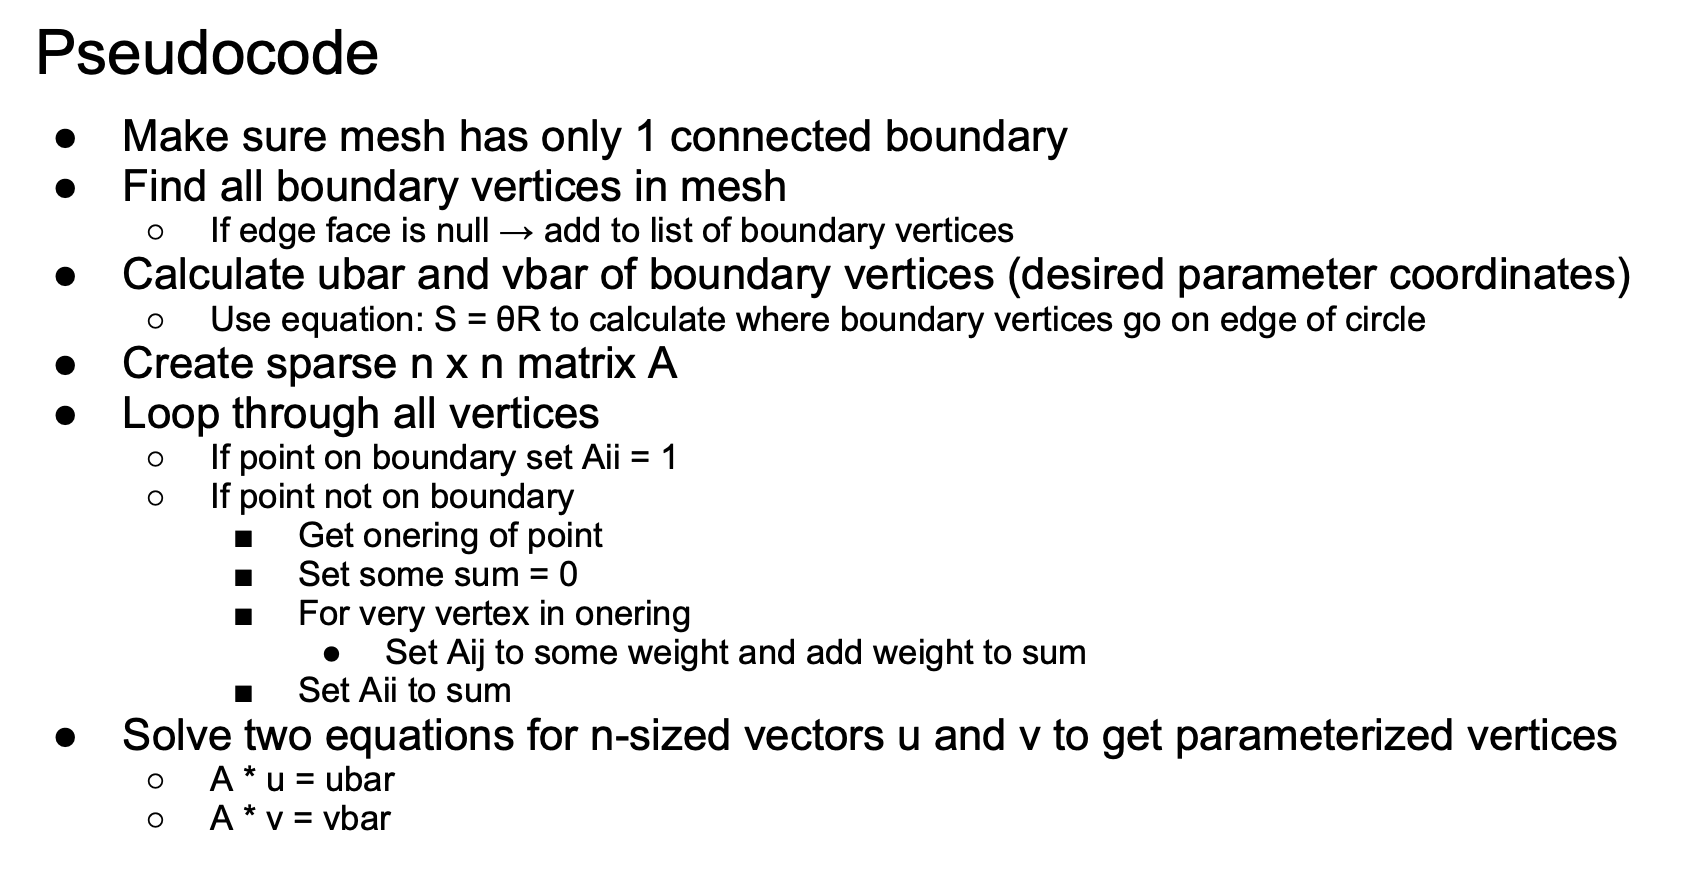 Pseudocode
● Make sure mesh has only 1 connected boundary
● Find all boundary vertices in mesh
○ If edge face is null → add to list of boundary vertices
● Calculate ubar and vbar of boundary vertices (desired parameter coordinates)
○ Use equation: S = θR to calculate where boundary vertices go on edge of circle
● Create sparse n x n matrix A
● Loop through all vertices
○ If point on boundary set Aii = 1
○ If point not on boundary
■ Get onering of point
■ Set some sum = 0
■ For very vertex in onering
● Set Aij to some weight and add weight to sum
■ Set Aii to sum
● Solve two equations for n-sized vectors u and v to get parameterized vertices
○ A * u = ubar
○ A * v = vbar